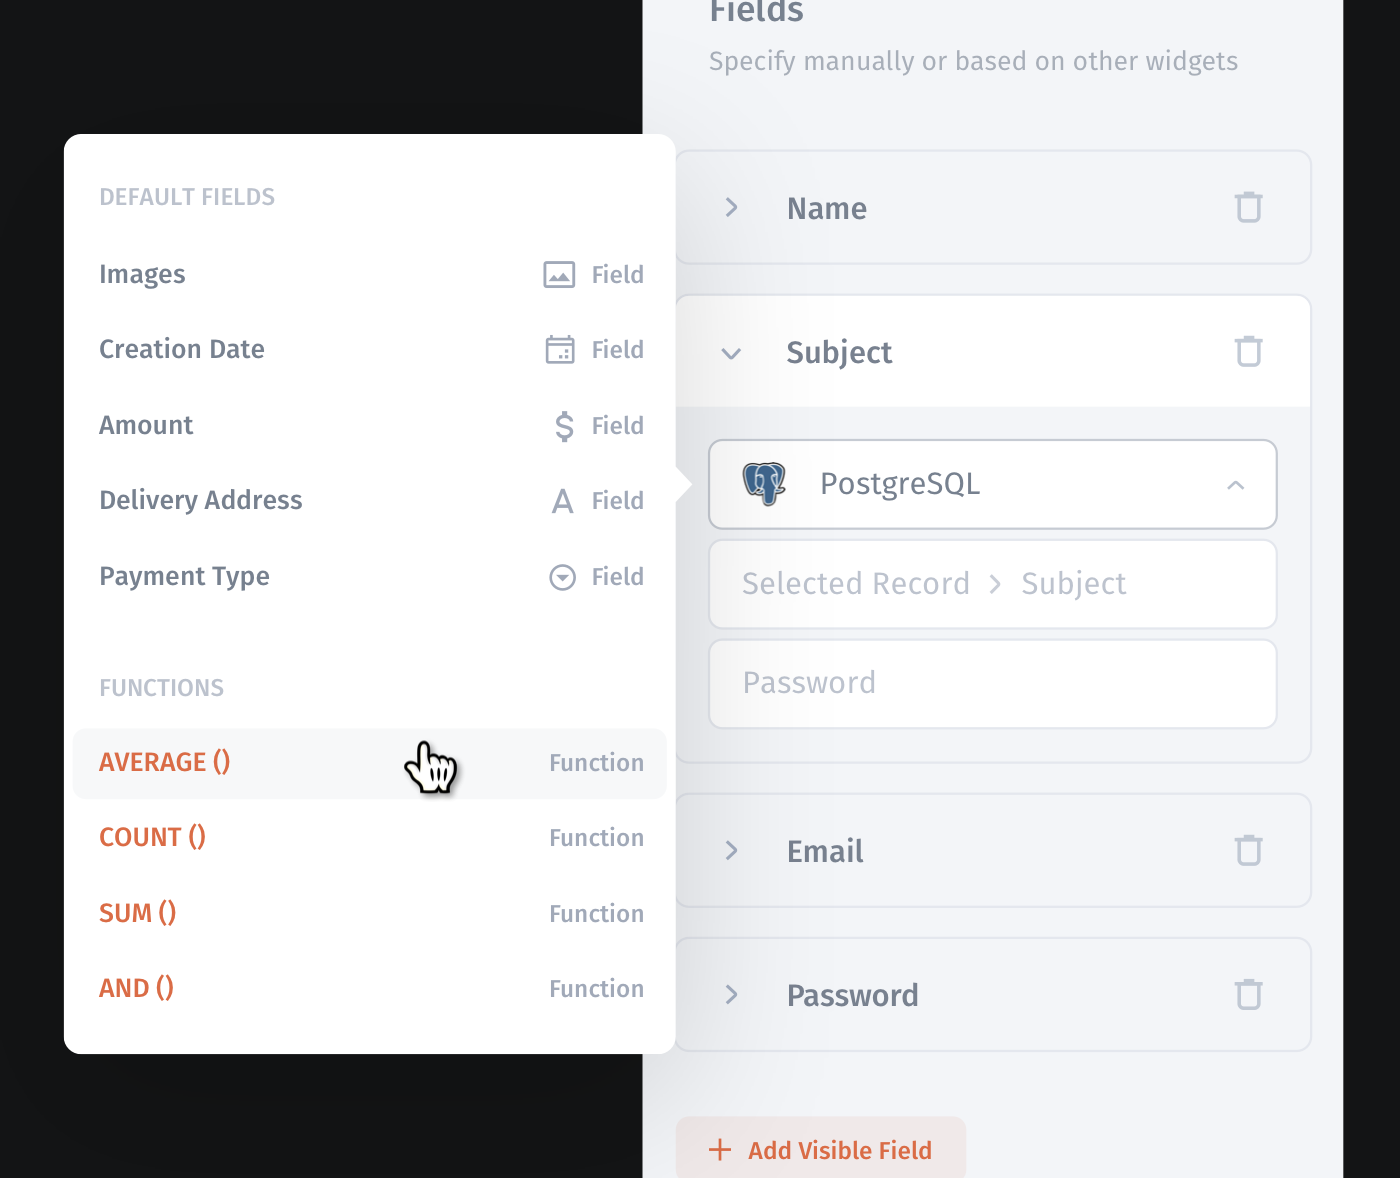 Fields
Specify manually or based on other widgets
DEFAULT FIELDS
Images Field
Creation Date Field
Amount $ Field
Delivery Address A Field
Payment Type Field
FUNCTIONS
AVERAGE () Function
COUNT () Function
SUM () Function
AND () Function
Name
Subject
PostgreSQL
Selected Record > Subject
Password
Email
Password
+ Add Visible Field